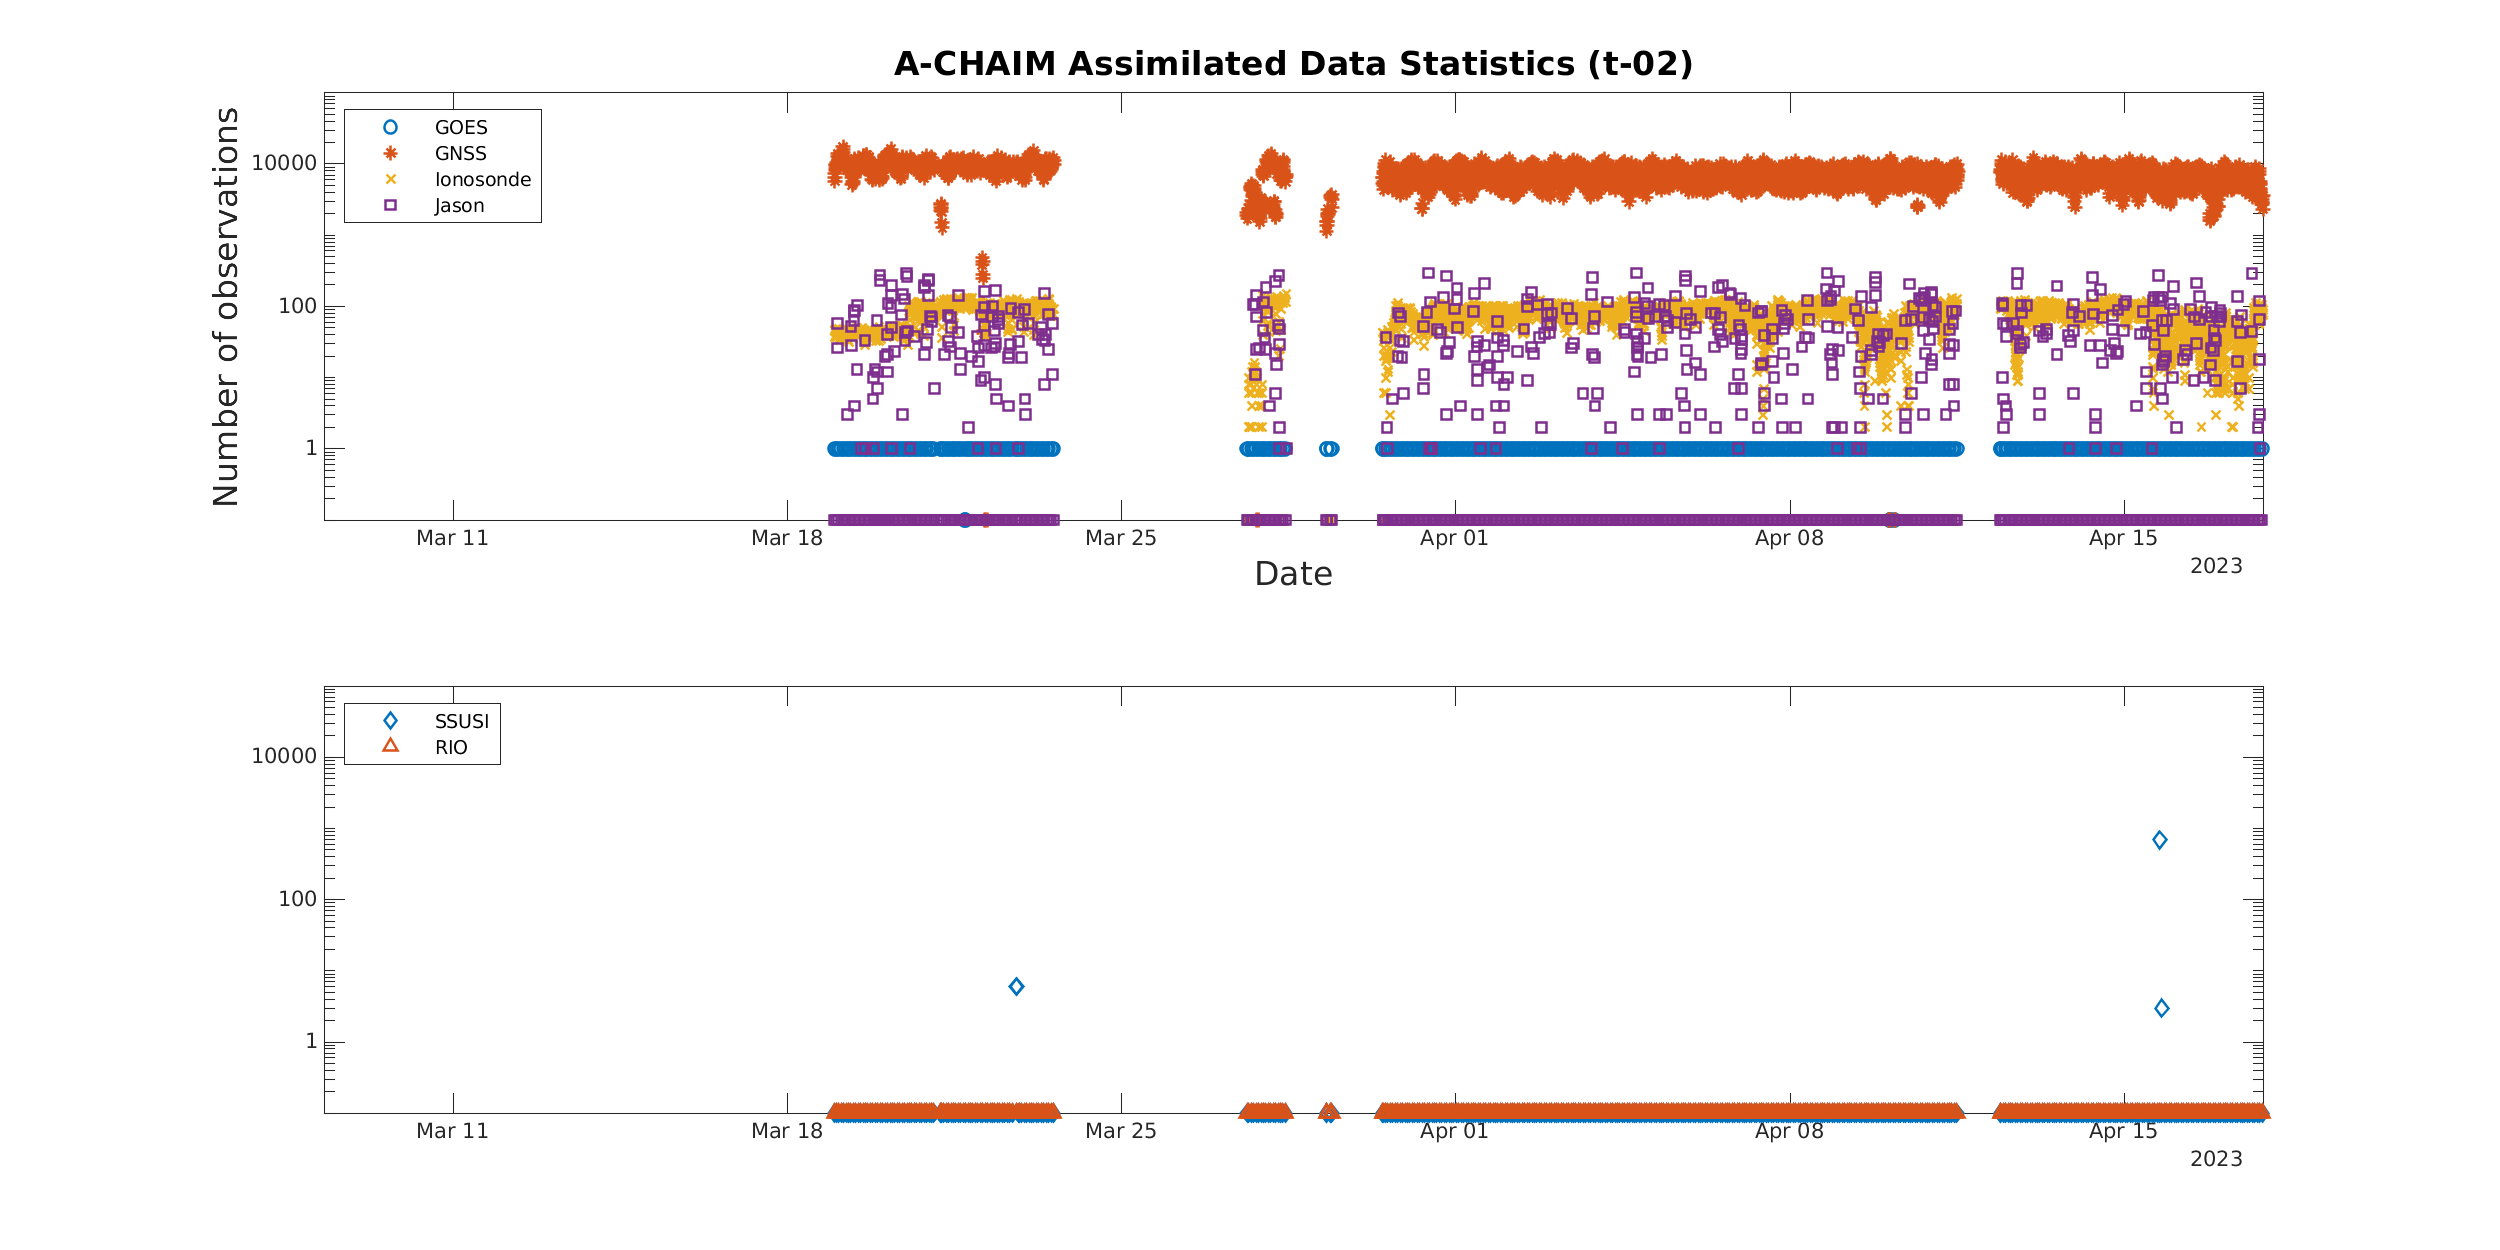 A-CHAIM Assimilated Data Statistics (t-02)
Number of observations
10000
100
1
GOES
GNSS
Ionosonde
Jason
Mar 11 Mar 18 Mar 25 Apr 01 Apr 08 Apr 15
2023
Date
10000
100
1
SSUSI
RIO
Mar 11 Mar 18 Mar 25 Apr 01 Apr 08 Apr 15
2023